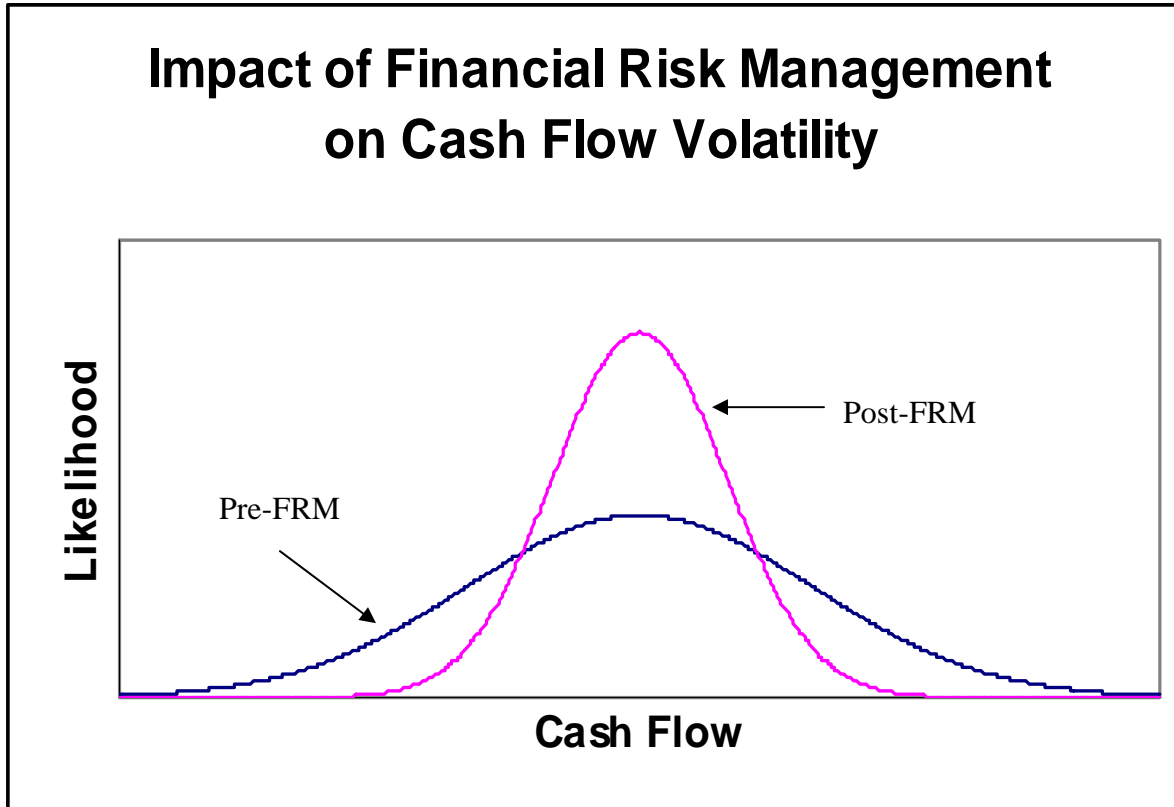 Impact of Financial Risk Management
on Cash Flow Volatility
Likelihood
Pre-FRM
Post-FRM
Cash Flow